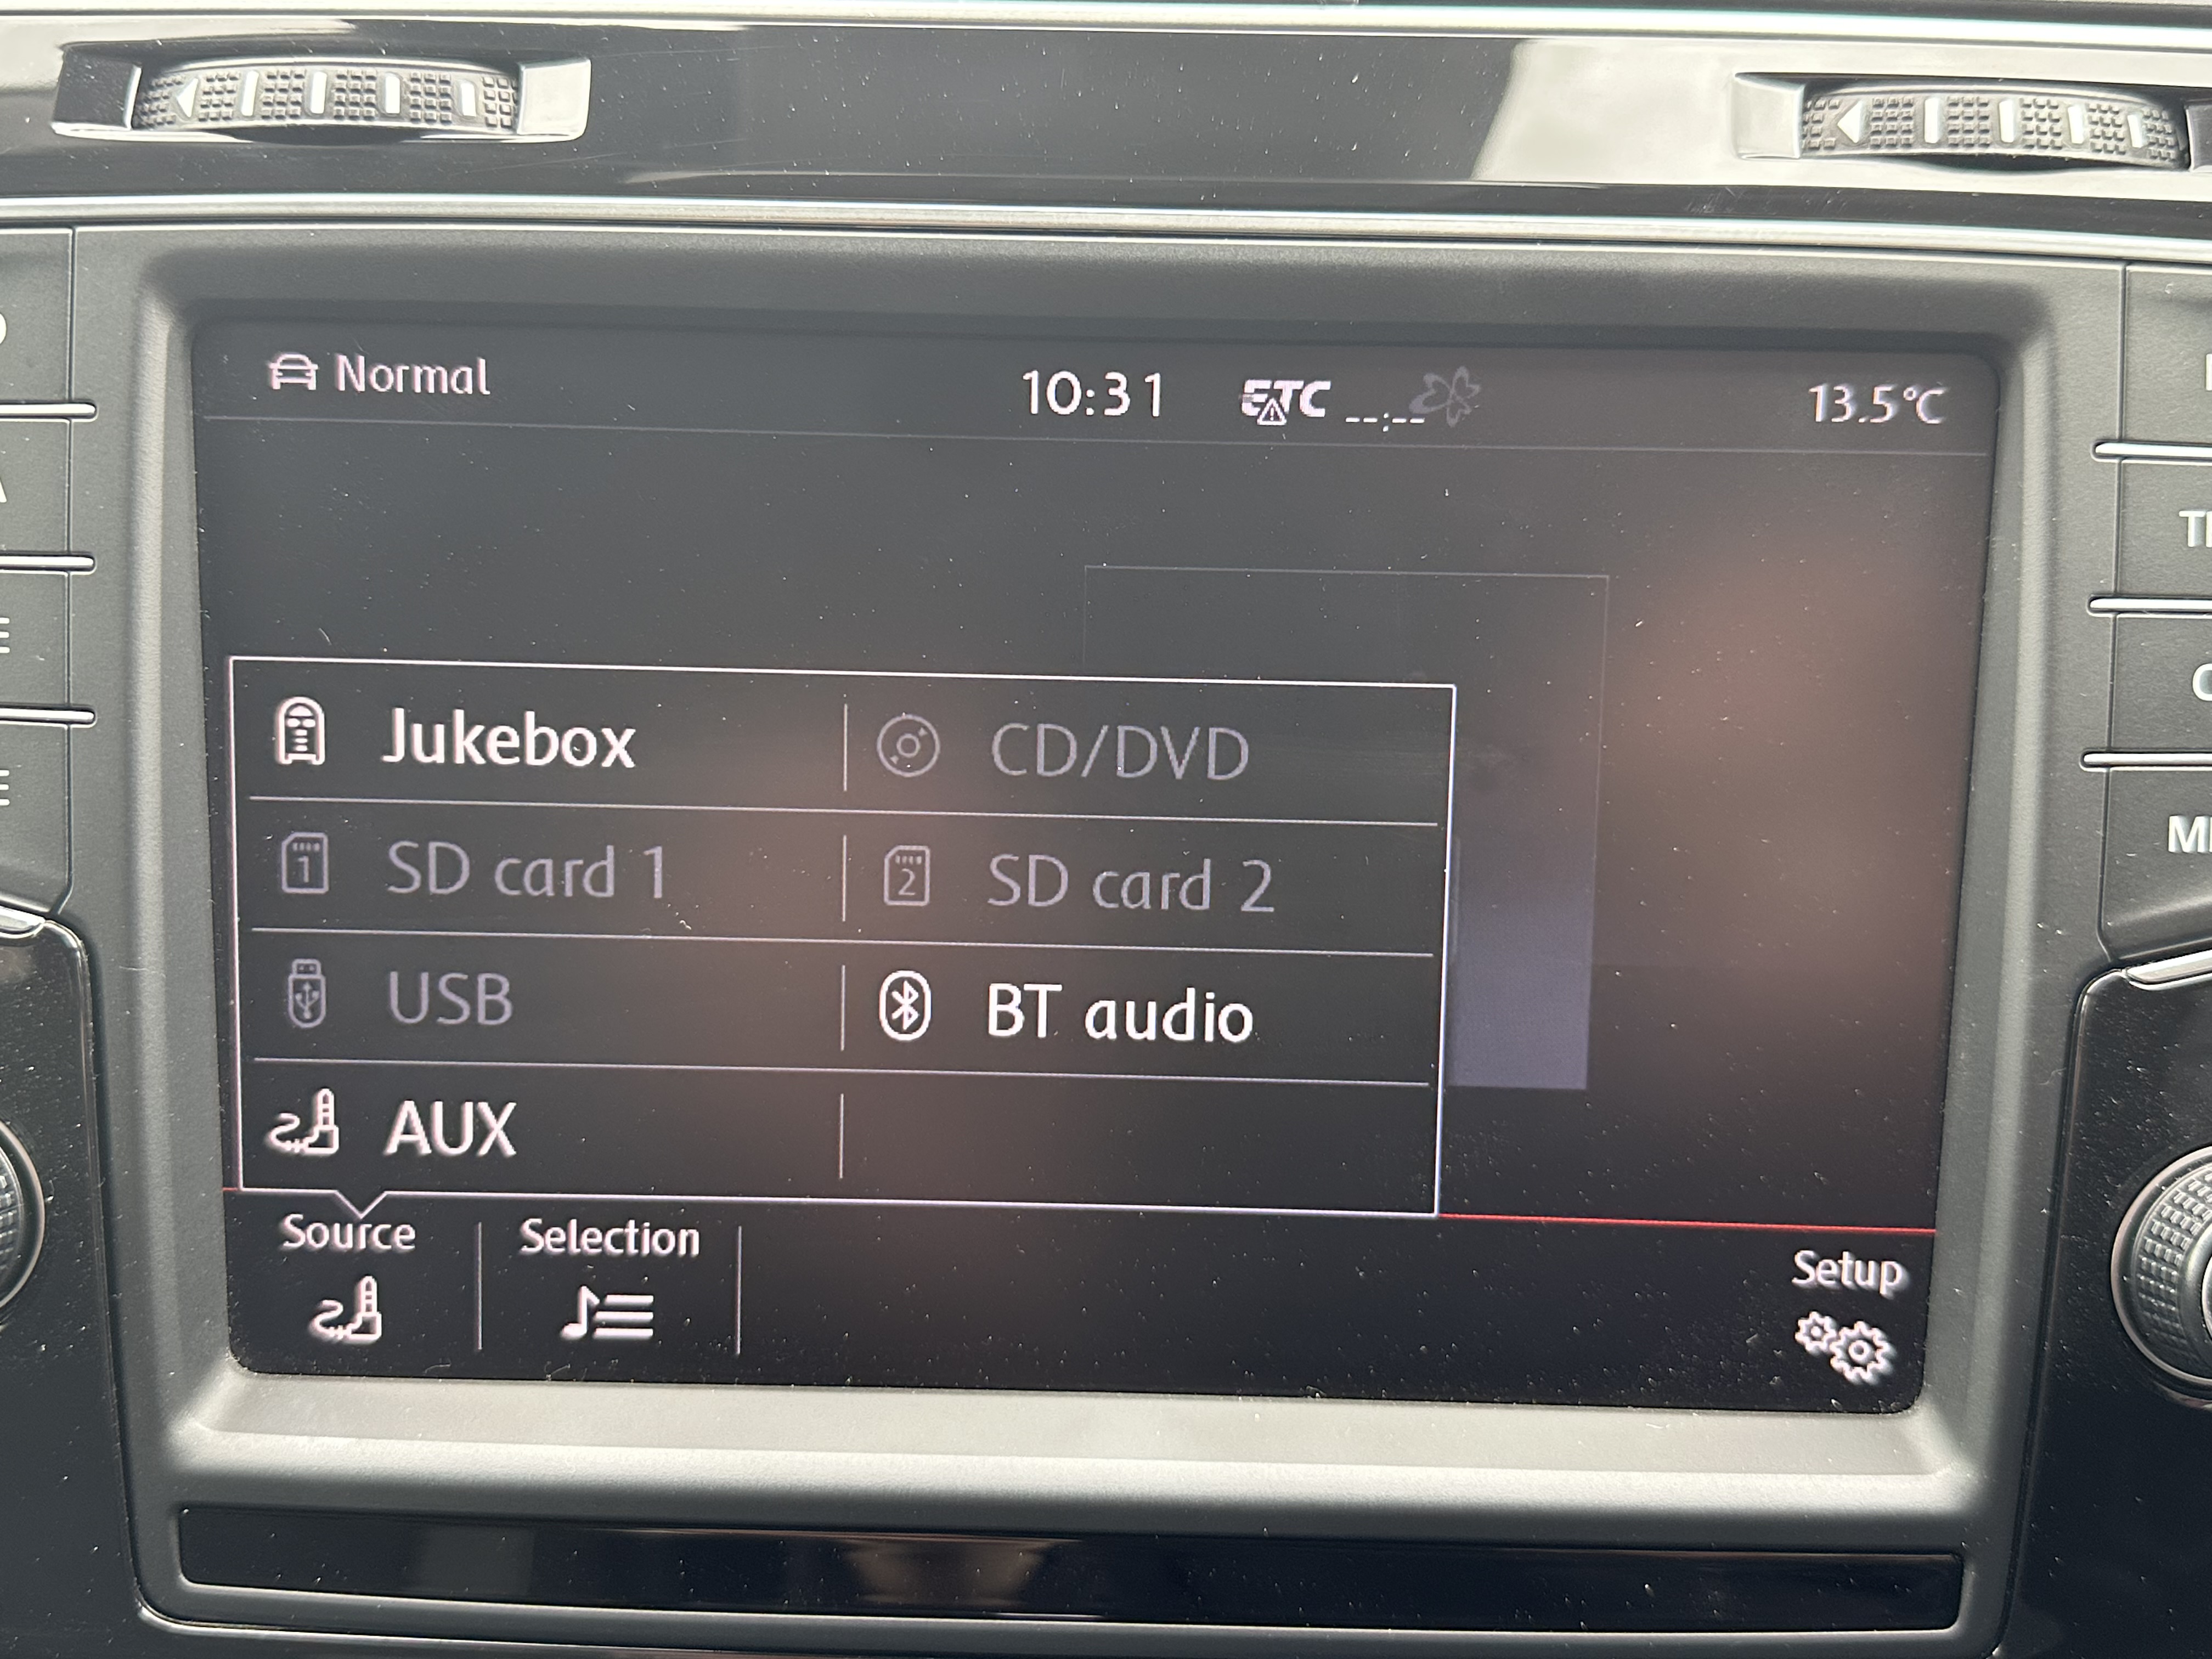 Normal
10:31
ETC --:--
13.5°C
Jukebox
CD/DVD
SD card 1
SD card 2
USB
BT audio
AUX
Source
Selection
Setup